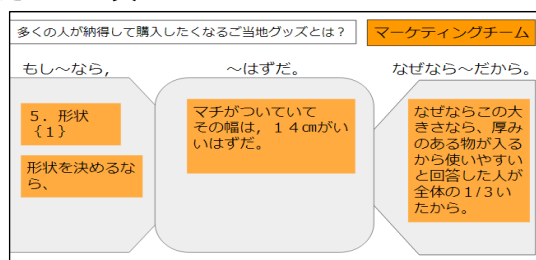 多くの人が納得して購入したくなるご当地グッズとは？
マーケティングチーム
もし～なら，
～はずだ。
なぜなら～だから。
５．形状
{１}
形状を決めるな
ら、
マチがついていて
その幅は，１４㎝がい
いはずだ。
なぜならこの大
きさなら、厚み
のある物が入る
から使いやすい
と回答した人が
全体の１/３い
たから。